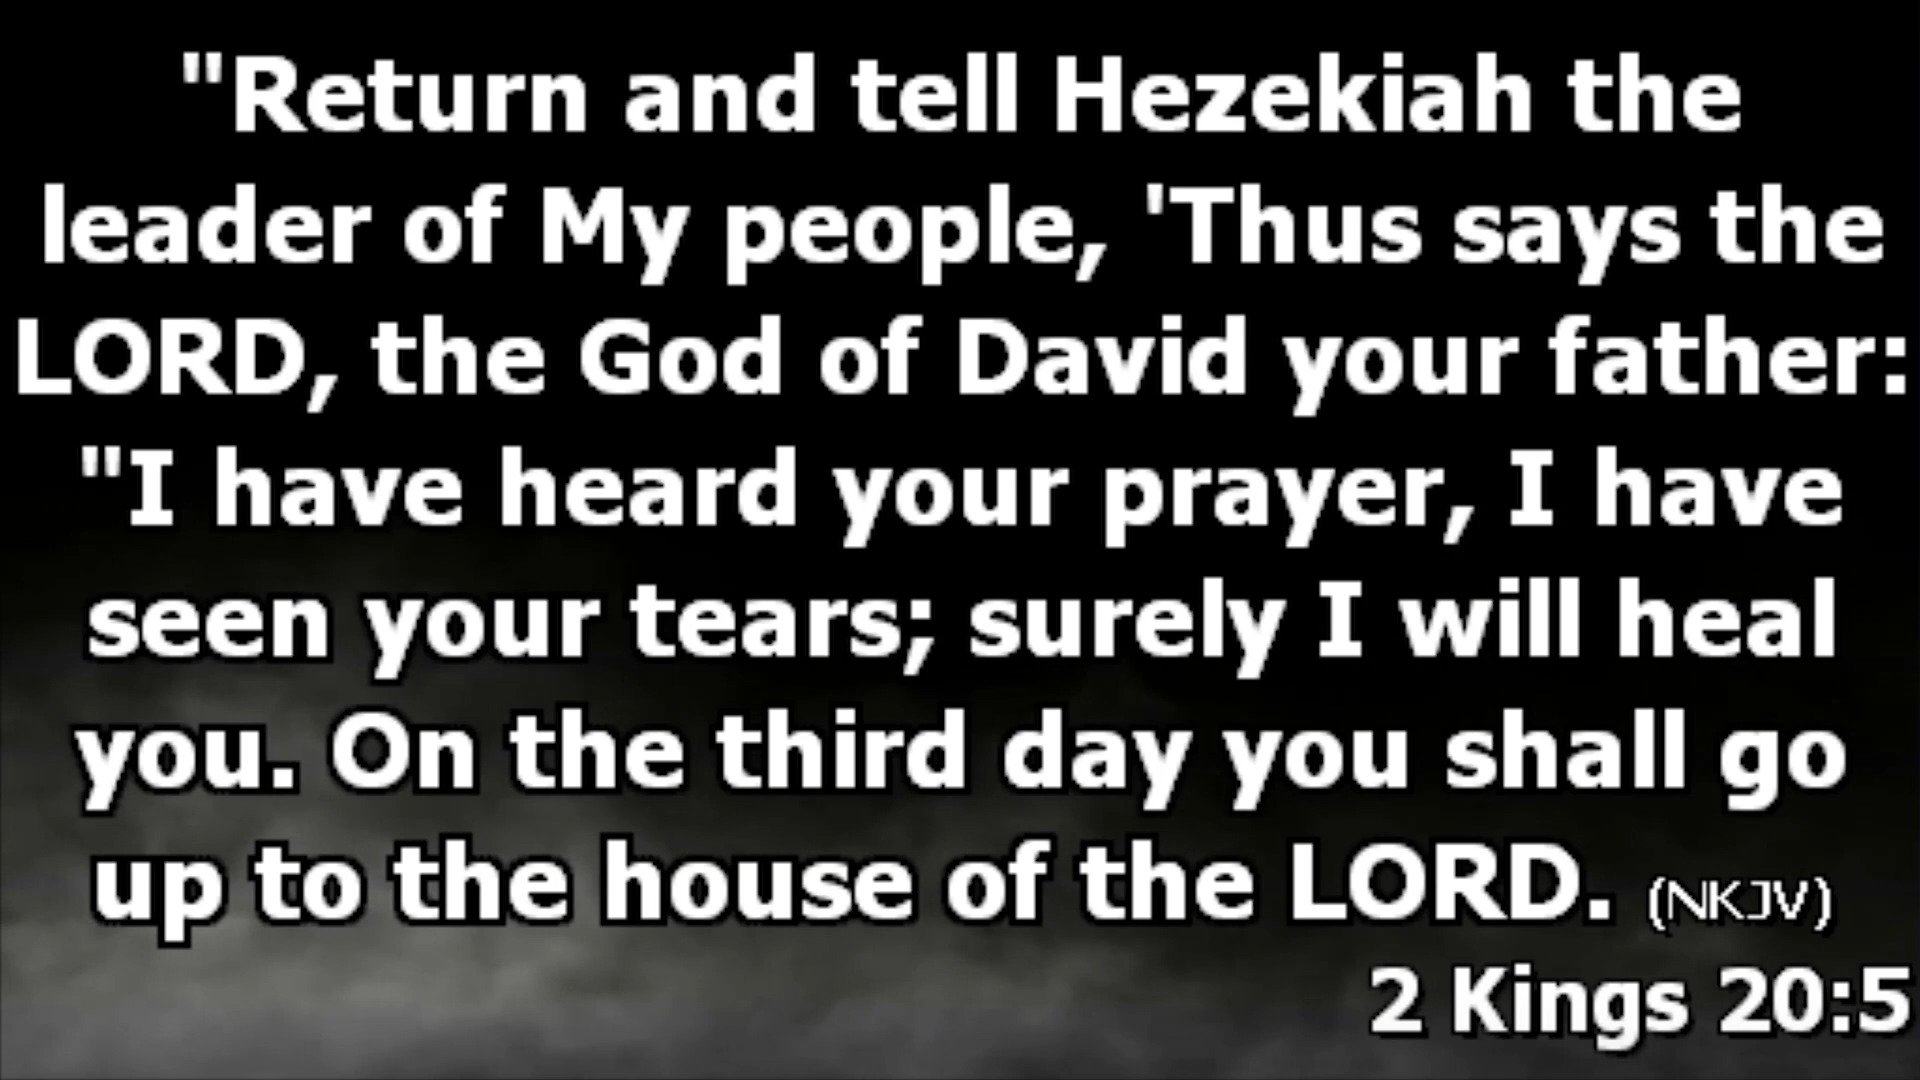 "Return and tell Hezekiah the
leader of My people, 'Thus says the
LORD, the God of David your father:
"I have heard your prayer, I have
seen your tears; surely I will heal
you. On the third day you shall go
up to the house of the LORD. (NKJV)
2 Kings 20:5